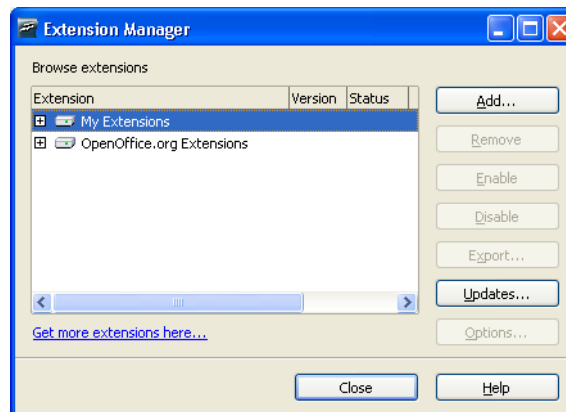 Extension Manager
Browse extensions
Extension Version Status
My Extensions
OpenOffice.org Extensions
Add...
Remove
Enable
Disable
Export...
Updates...
Options...
Get more extensions here...
Close
Help